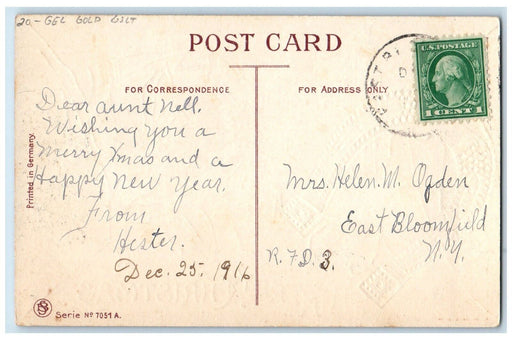 20- GEL GOLD GILT
POST CARD
FOR CORRESPONDENCE
FOR ADDRESS ONLY
U.S. POSTAGE
1 CENT 1
Dear aunt Nell.
Wishing you a
merry Xmas and a
Happy New Year.
From
Hester.
Dec. 25. 1916
Printed in Germany
Mrs. Helen. M. Ogden
East Bloomfield
N.Y.
R.F.D. 3.
Serie Nº 7051 A.